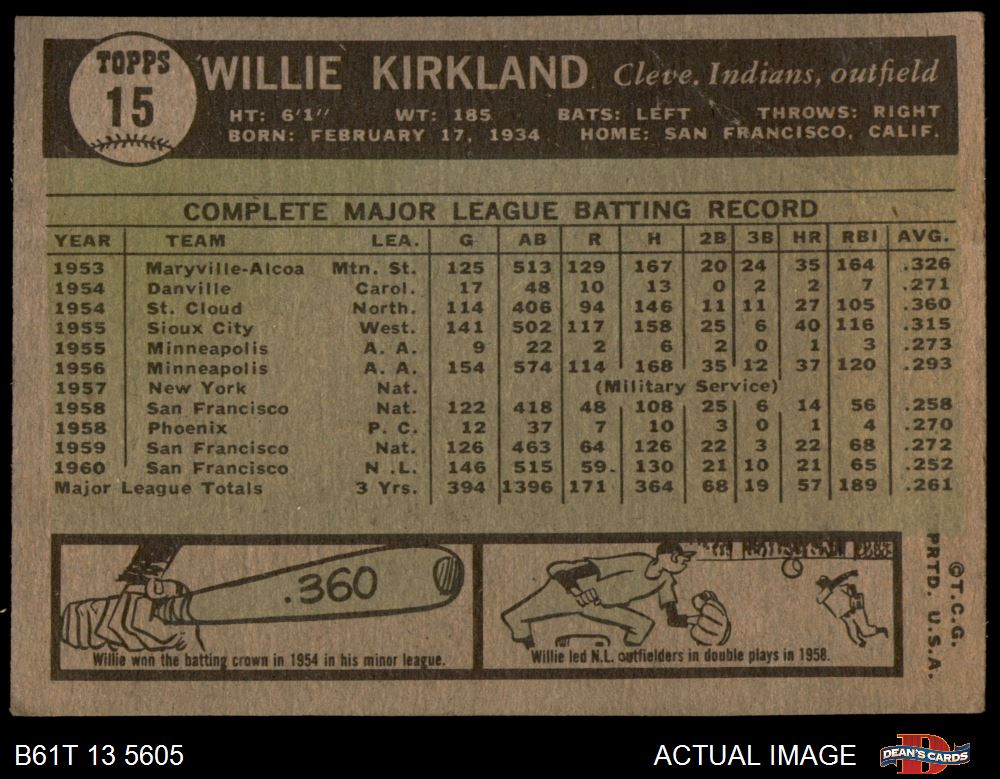 TOPPS
15
WILLIE KIRKLAND Cleve. Indians, outfield
HT: 6'1" WT: 185 BATS: LEFT THROWS: RIGHT
BORN: FEBRUARY 17, 1934 HOME: SAN FRANCISCO, CALIF.
COMPLETE MAJOR LEAGUE BATTING RECORD
YEAR TEAM LEA. G AB R H 2B 3B HR RBI AVG.
1953 Maryville-Alcoa Mtn. St. 125 513 129 167 20 24 35 164 .326
1954 Danville Carol. 17 48 10 13 0 2 2 7 .271
1954 St. Cloud North. 114 406 94 146 11 11 27 105 .360
1955 Sioux City West. 141 502 117 158 25 6 40 116 .315
1955 Minneapolis A. A. 9 22 2 6 2 0 1 3 .273
1956 Minneapolis A. A. 154 574 114 168 35 12 37 120 .293
1957 New York Nat. (Military Service)
1958 San Francisco Nat. 122 418 48 108 25 6 14 56 .258
1958 Phoenix P. C. 12 37 7 10 3 0 1 4 .270
1959 San Francisco Nat. 126 463 64 126 22 3 22 68 .272
1960 San Francisco N .L. 146 515 59. 130 21 10 21 65 .252
Major League Totals 3 Yrs. 394 1396 171 364 68 19 57 189 .261
.360
Willie won the batting crown in 1954 in his minor league.
Willie led N.L. outfielders in double plays in 1958.
©T.C.G.
PRTD. U.S.A.
B61T 13 5605 ACTUAL IMAGE DEAN'S CARDS